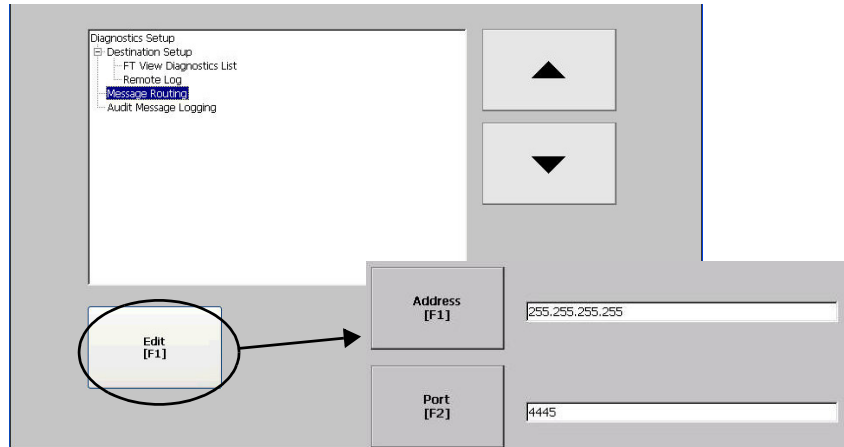 Diagnostics Setup
Destination Setup
FT View Diagnostics List
Remote Log
Message Routing
Audit Message Logging
Edit
[F1]
Address
[F1]
255.255.255.255
Port
[F2]
4445